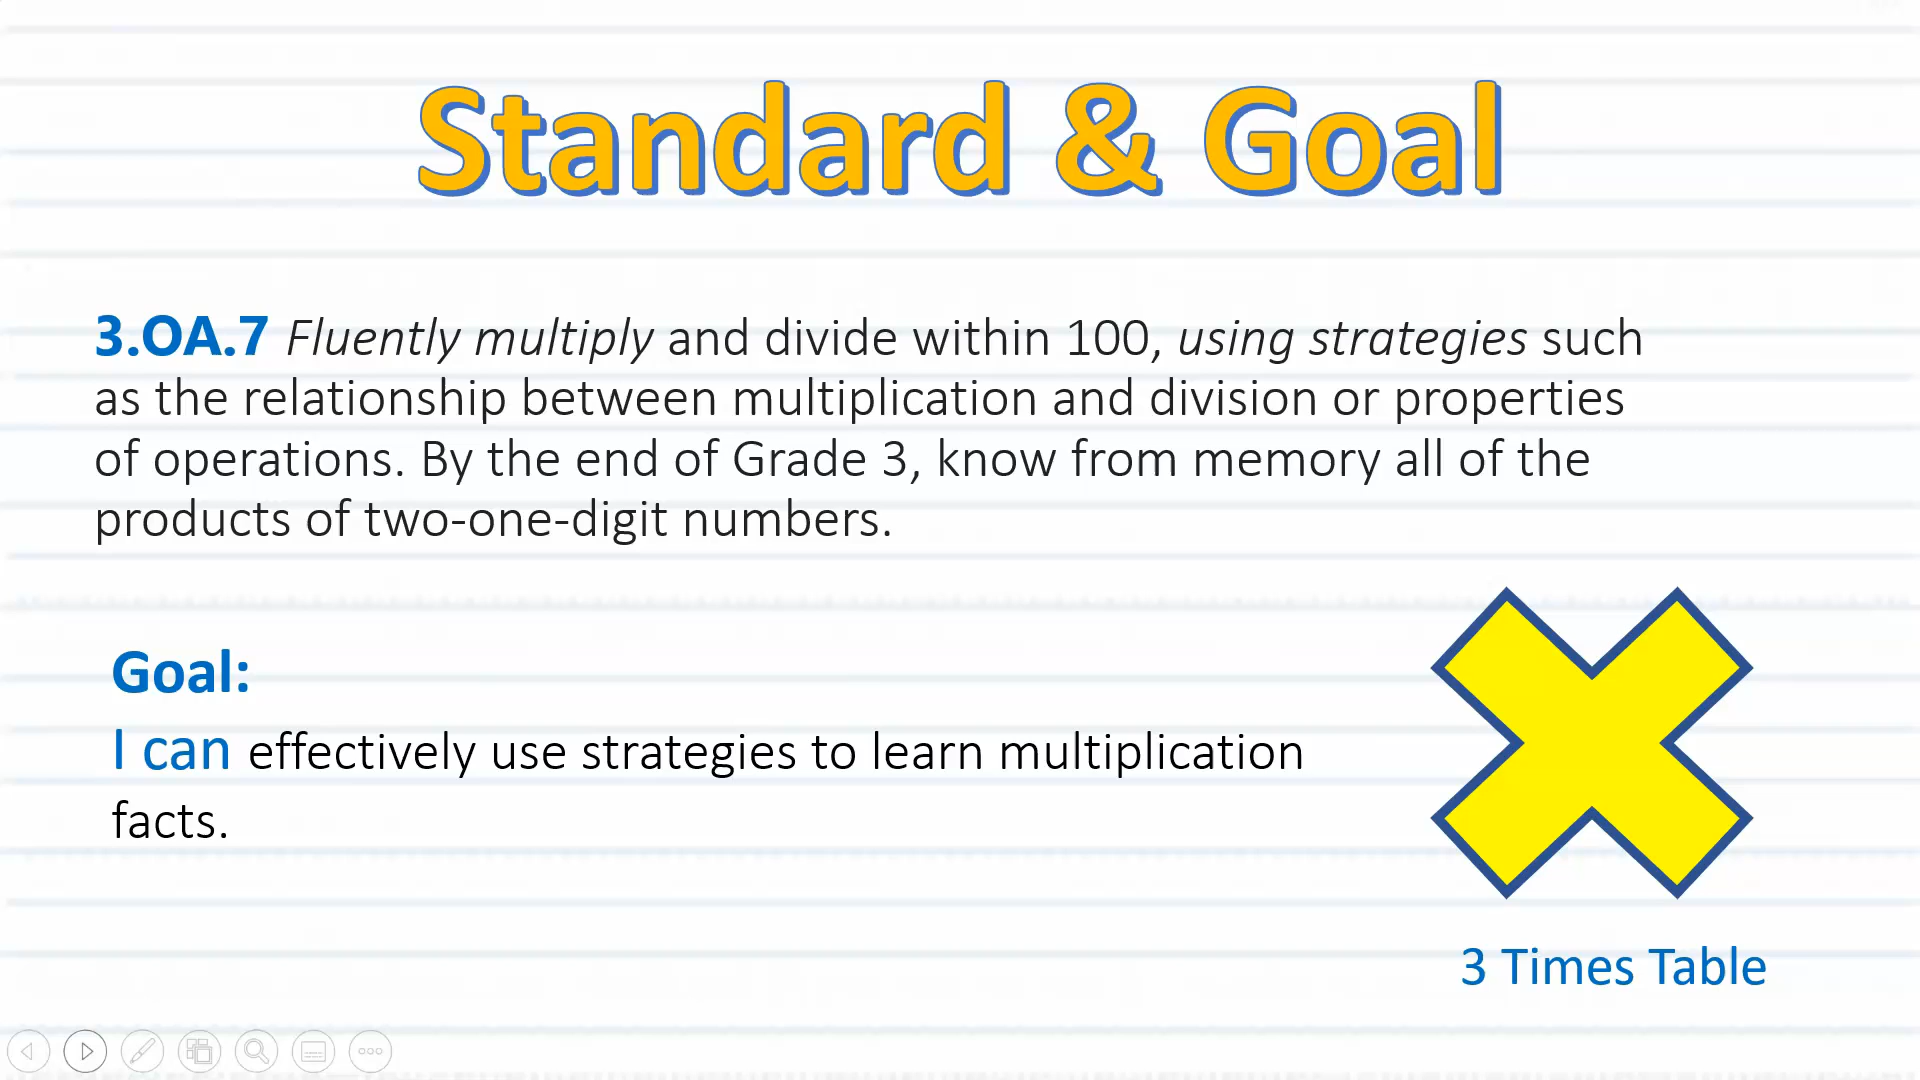 Standard & Goal
3.OA.7 Fluently multiply and divide within 100, using strategies such
as the relationship between multiplication and division or properties
of operations. By the end of Grade 3, know from memory all of the
products of two-one-digit numbers.
Goal:
I can effectively use strategies to learn multiplication
facts.
3 Times Table